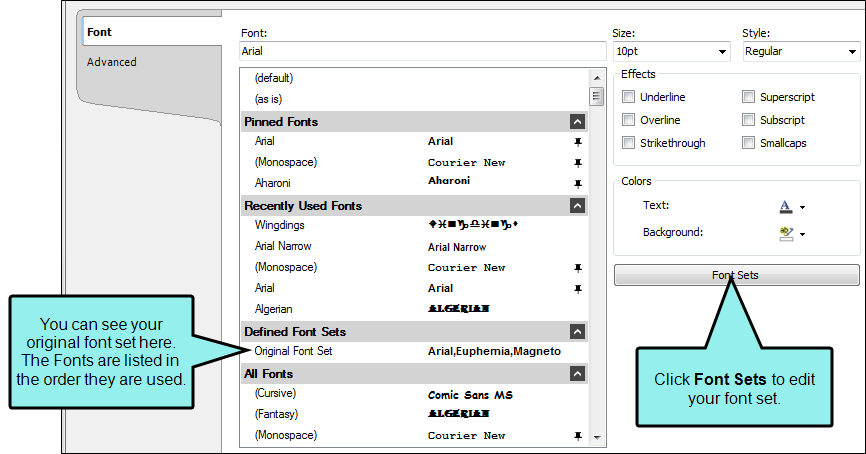 Font
Advanced
Font:
Arial
(default)
(as is)
Pinned Fonts
Arial Arial
(Monospace) Courier New
Aharoni Aharoni
Recently Used Fonts
Wingdings ⬥♓■♑♎♓■♑⬧
Arial Narrow Arial Narrow
(Monospace) Courier New
Arial Arial
Algerian ALGERIAN
Defined Font Sets
Original Font Set Arial,Euphemia,Magneto
All Fonts
(Cursive) Comic Sans MS
(Fantasy) ALGERIAN
(Monospace) Courier New
Size:
10pt
Style:
Regular
Effects
Underline Superscript
Overline Subscript
Strikethrough Smallcaps
Colors
Text:
Background:
Font Sets
You can see your
original font set here.
The Fonts are listed in
the order they are used.
Click Font Sets to edit
your font set.